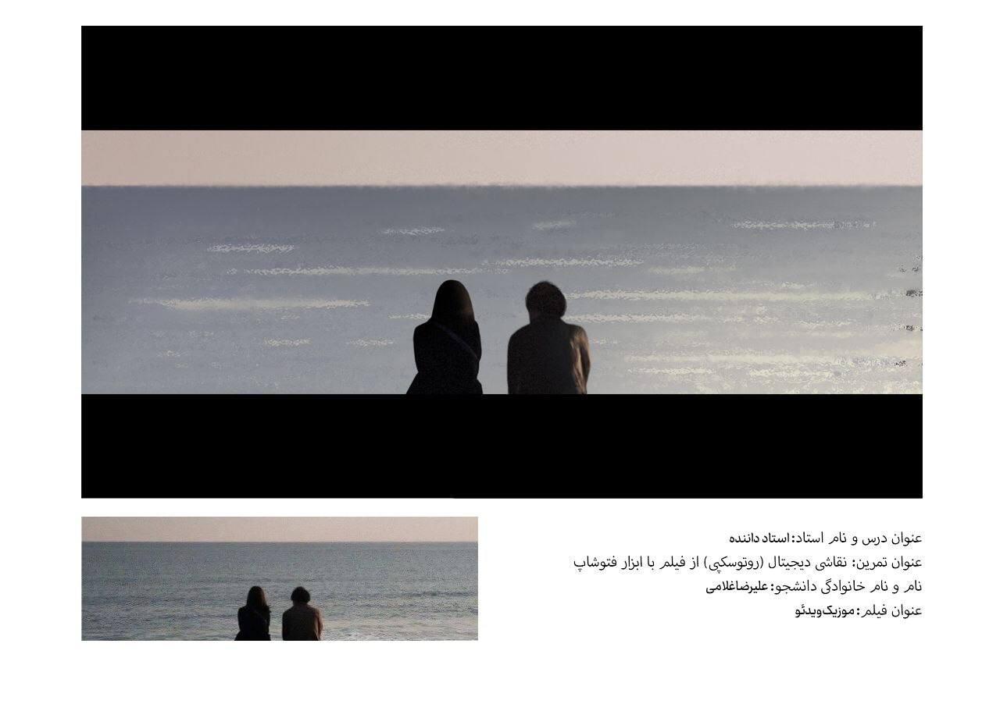 عنوان درس و نام استاد: استاد داننده
عنوان تمرین: نقاشی دیجیتال (روتوسکپی) از فیلم با ابزار فتوشاپ
نام و نام خانوادگی دانشجو: علیرضاغلامی
عنوان فیلم: موزیک‌ویدئو